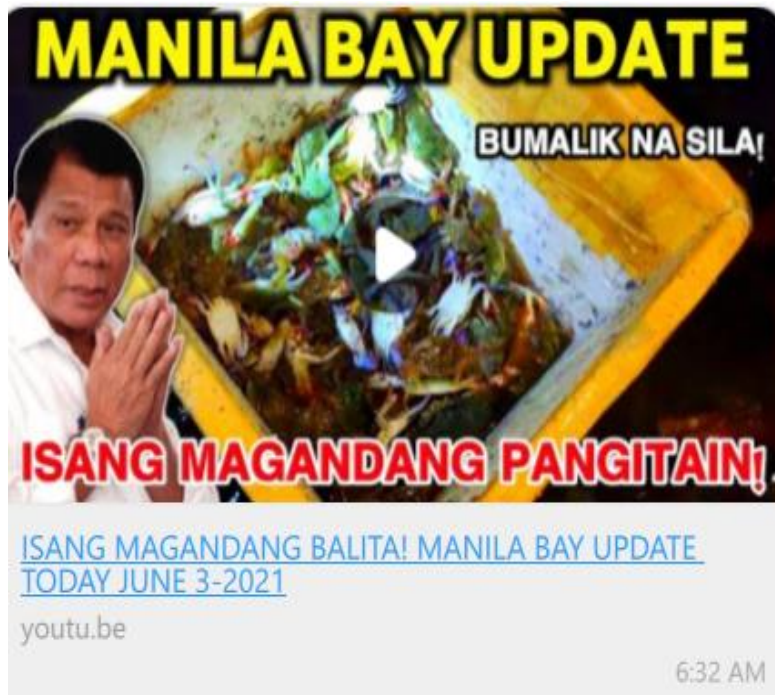 MANILA BAY UPDATE
BUMALIK NA SILA!
ISANG MAGANDANG PANGITAIN!
ISANG MAGANDANG BALITA! MANILA BAY UPDATE
TODAY JUNE 3-2021
youtu.be
6:32 AM